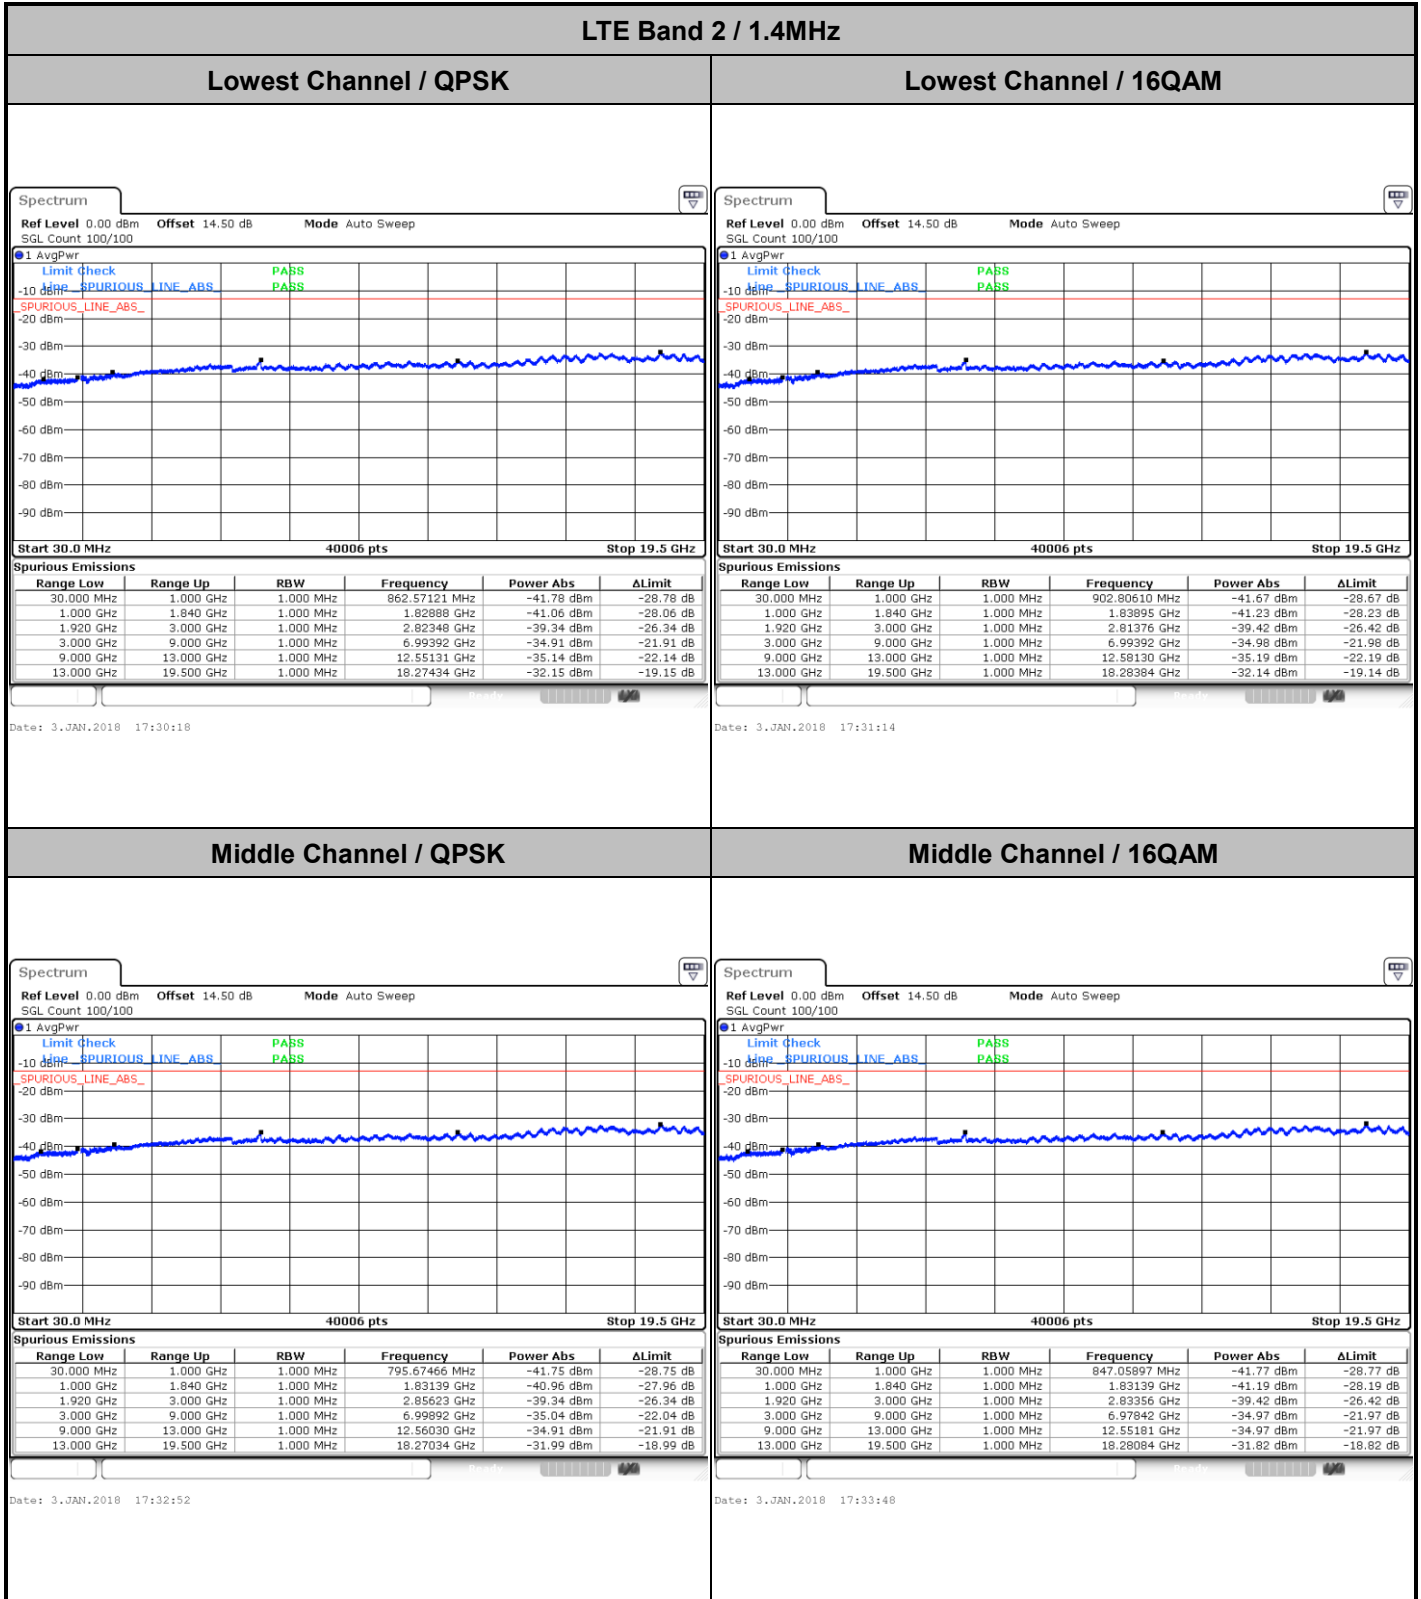 LTE Band 2 / 1.4MHz
Lowest Channel / QPSK
Lowest Channel / 16QAM
Spectrum
Ref Level 0.00 dBm Offset 14.50 dB Mode Auto Sweep
SGL Count 100/100
1 AvgPwr
Limit Check PASS
Line _SPURIOUS_LINE_ABS_ PASS
-10 dBm
_SPURIOUS_LINE_ABS_
-20 dBm
-30 dBm
-40 dBm
-50 dBm
-60 dBm
-70 dBm
-80 dBm
-90 dBm
Start 30.0 MHz 40006 pts Stop 19.5 GHz
Spurious Emissions
Range Low Range Up RBW Frequency Power Abs ΔLimit
30.000 MHz 1.000 GHz 1.000 MHz 862.57121 MHz -41.78 dBm -28.78 dB
1.000 GHz 1.840 GHz 1.000 MHz 1.82888 GHz -41.06 dBm -28.06 dB
1.920 GHz 3.000 GHz 1.000 MHz 2.82348 GHz -39.34 dBm -26.34 dB
3.000 GHz 9.000 GHz 1.000 MHz 6.99392 GHz -34.91 dBm -21.91 dB
9.000 GHz 13.000 GHz 1.000 MHz 12.55131 GHz -35.14 dBm -22.14 dB
13.000 GHz 19.500 GHz 1.000 MHz 18.27434 GHz -32.15 dBm -19.15 dB
Ready
Date: 3.JAN.2018 17:30:18
Spectrum
Ref Level 0.00 dBm Offset 14.50 dB Mode Auto Sweep
SGL Count 100/100
1 AvgPwr
Limit Check PASS
Line _SPURIOUS_LINE_ABS_ PASS
-10 dBm
_SPURIOUS_LINE_ABS_
-20 dBm
-30 dBm
-40 dBm
-50 dBm
-60 dBm
-70 dBm
-80 dBm
-90 dBm
Start 30.0 MHz 40006 pts Stop 19.5 GHz
Spurious Emissions
Range Low Range Up RBW Frequency Power Abs ΔLimit
30.000 MHz 1.000 GHz 1.000 MHz 902.80610 MHz -41.67 dBm -28.67 dB
1.000 GHz 1.840 GHz 1.000 MHz 1.83895 GHz -41.23 dBm -28.23 dB
1.920 GHz 3.000 GHz 1.000 MHz 2.81376 GHz -39.42 dBm -26.42 dB
3.000 GHz 9.000 GHz 1.000 MHz 6.99392 GHz -34.98 dBm -21.98 dB
9.000 GHz 13.000 GHz 1.000 MHz 12.58130 GHz -35.19 dBm -22.19 dB
13.000 GHz 19.500 GHz 1.000 MHz 18.28384 GHz -32.14 dBm -19.14 dB
Ready
Date: 3.JAN.2018 17:31:14
Middle Channel / QPSK
Middle Channel / 16QAM
Spectrum
Ref Level 0.00 dBm Offset 14.50 dB Mode Auto Sweep
SGL Count 100/100
1 AvgPwr
Limit Check PASS
Line _SPURIOUS_LINE_ABS_ PASS
-10 dBm
_SPURIOUS_LINE_ABS_
-20 dBm
-30 dBm
-40 dBm
-50 dBm
-60 dBm
-70 dBm
-80 dBm
-90 dBm
Start 30.0 MHz 40006 pts Stop 19.5 GHz
Spurious Emissions
Range Low Range Up RBW Frequency Power Abs ΔLimit
30.000 MHz 1.000 GHz 1.000 MHz 795.67466 MHz -41.75 dBm -28.75 dB
1.000 GHz 1.840 GHz 1.000 MHz 1.83139 GHz -40.96 dBm -27.96 dB
1.920 GHz 3.000 GHz 1.000 MHz 2.85623 GHz -39.34 dBm -26.34 dB
3.000 GHz 9.000 GHz 1.000 MHz 6.99892 GHz -35.04 dBm -22.04 dB
9.000 GHz 13.000 GHz 1.000 MHz 12.56030 GHz -34.91 dBm -21.91 dB
13.000 GHz 19.500 GHz 1.000 MHz 18.27034 GHz -31.99 dBm -18.99 dB
Ready
Date: 3.JAN.2018 17:32:52
Spectrum
Ref Level 0.00 dBm Offset 14.50 dB Mode Auto Sweep
SGL Count 100/100
1 AvgPwr
Limit Check PASS
Line _SPURIOUS_LINE_ABS_ PASS
-10 dBm
_SPURIOUS_LINE_ABS_
-20 dBm
-30 dBm
-40 dBm
-50 dBm
-60 dBm
-70 dBm
-80 dBm
-90 dBm
Start 30.0 MHz 40006 pts Stop 19.5 GHz
Spurious Emissions
Range Low Range Up RBW Frequency Power Abs ΔLimit
30.000 MHz 1.000 GHz 1.000 MHz 847.05897 MHz -41.77 dBm -28.77 dB
1.000 GHz 1.840 GHz 1.000 MHz 1.83139 GHz -41.19 dBm -28.19 dB
1.920 GHz 3.000 GHz 1.000 MHz 2.83356 GHz -39.42 dBm -26.42 dB
3.000 GHz 9.000 GHz 1.000 MHz 6.97842 GHz -34.97 dBm -21.97 dB
9.000 GHz 13.000 GHz 1.000 MHz 12.55181 GHz -34.97 dBm -21.97 dB
13.000 GHz 19.500 GHz 1.000 MHz 18.28084 GHz -31.82 dBm -18.82 dB
Ready
Date: 3.JAN.2018 17:33:48